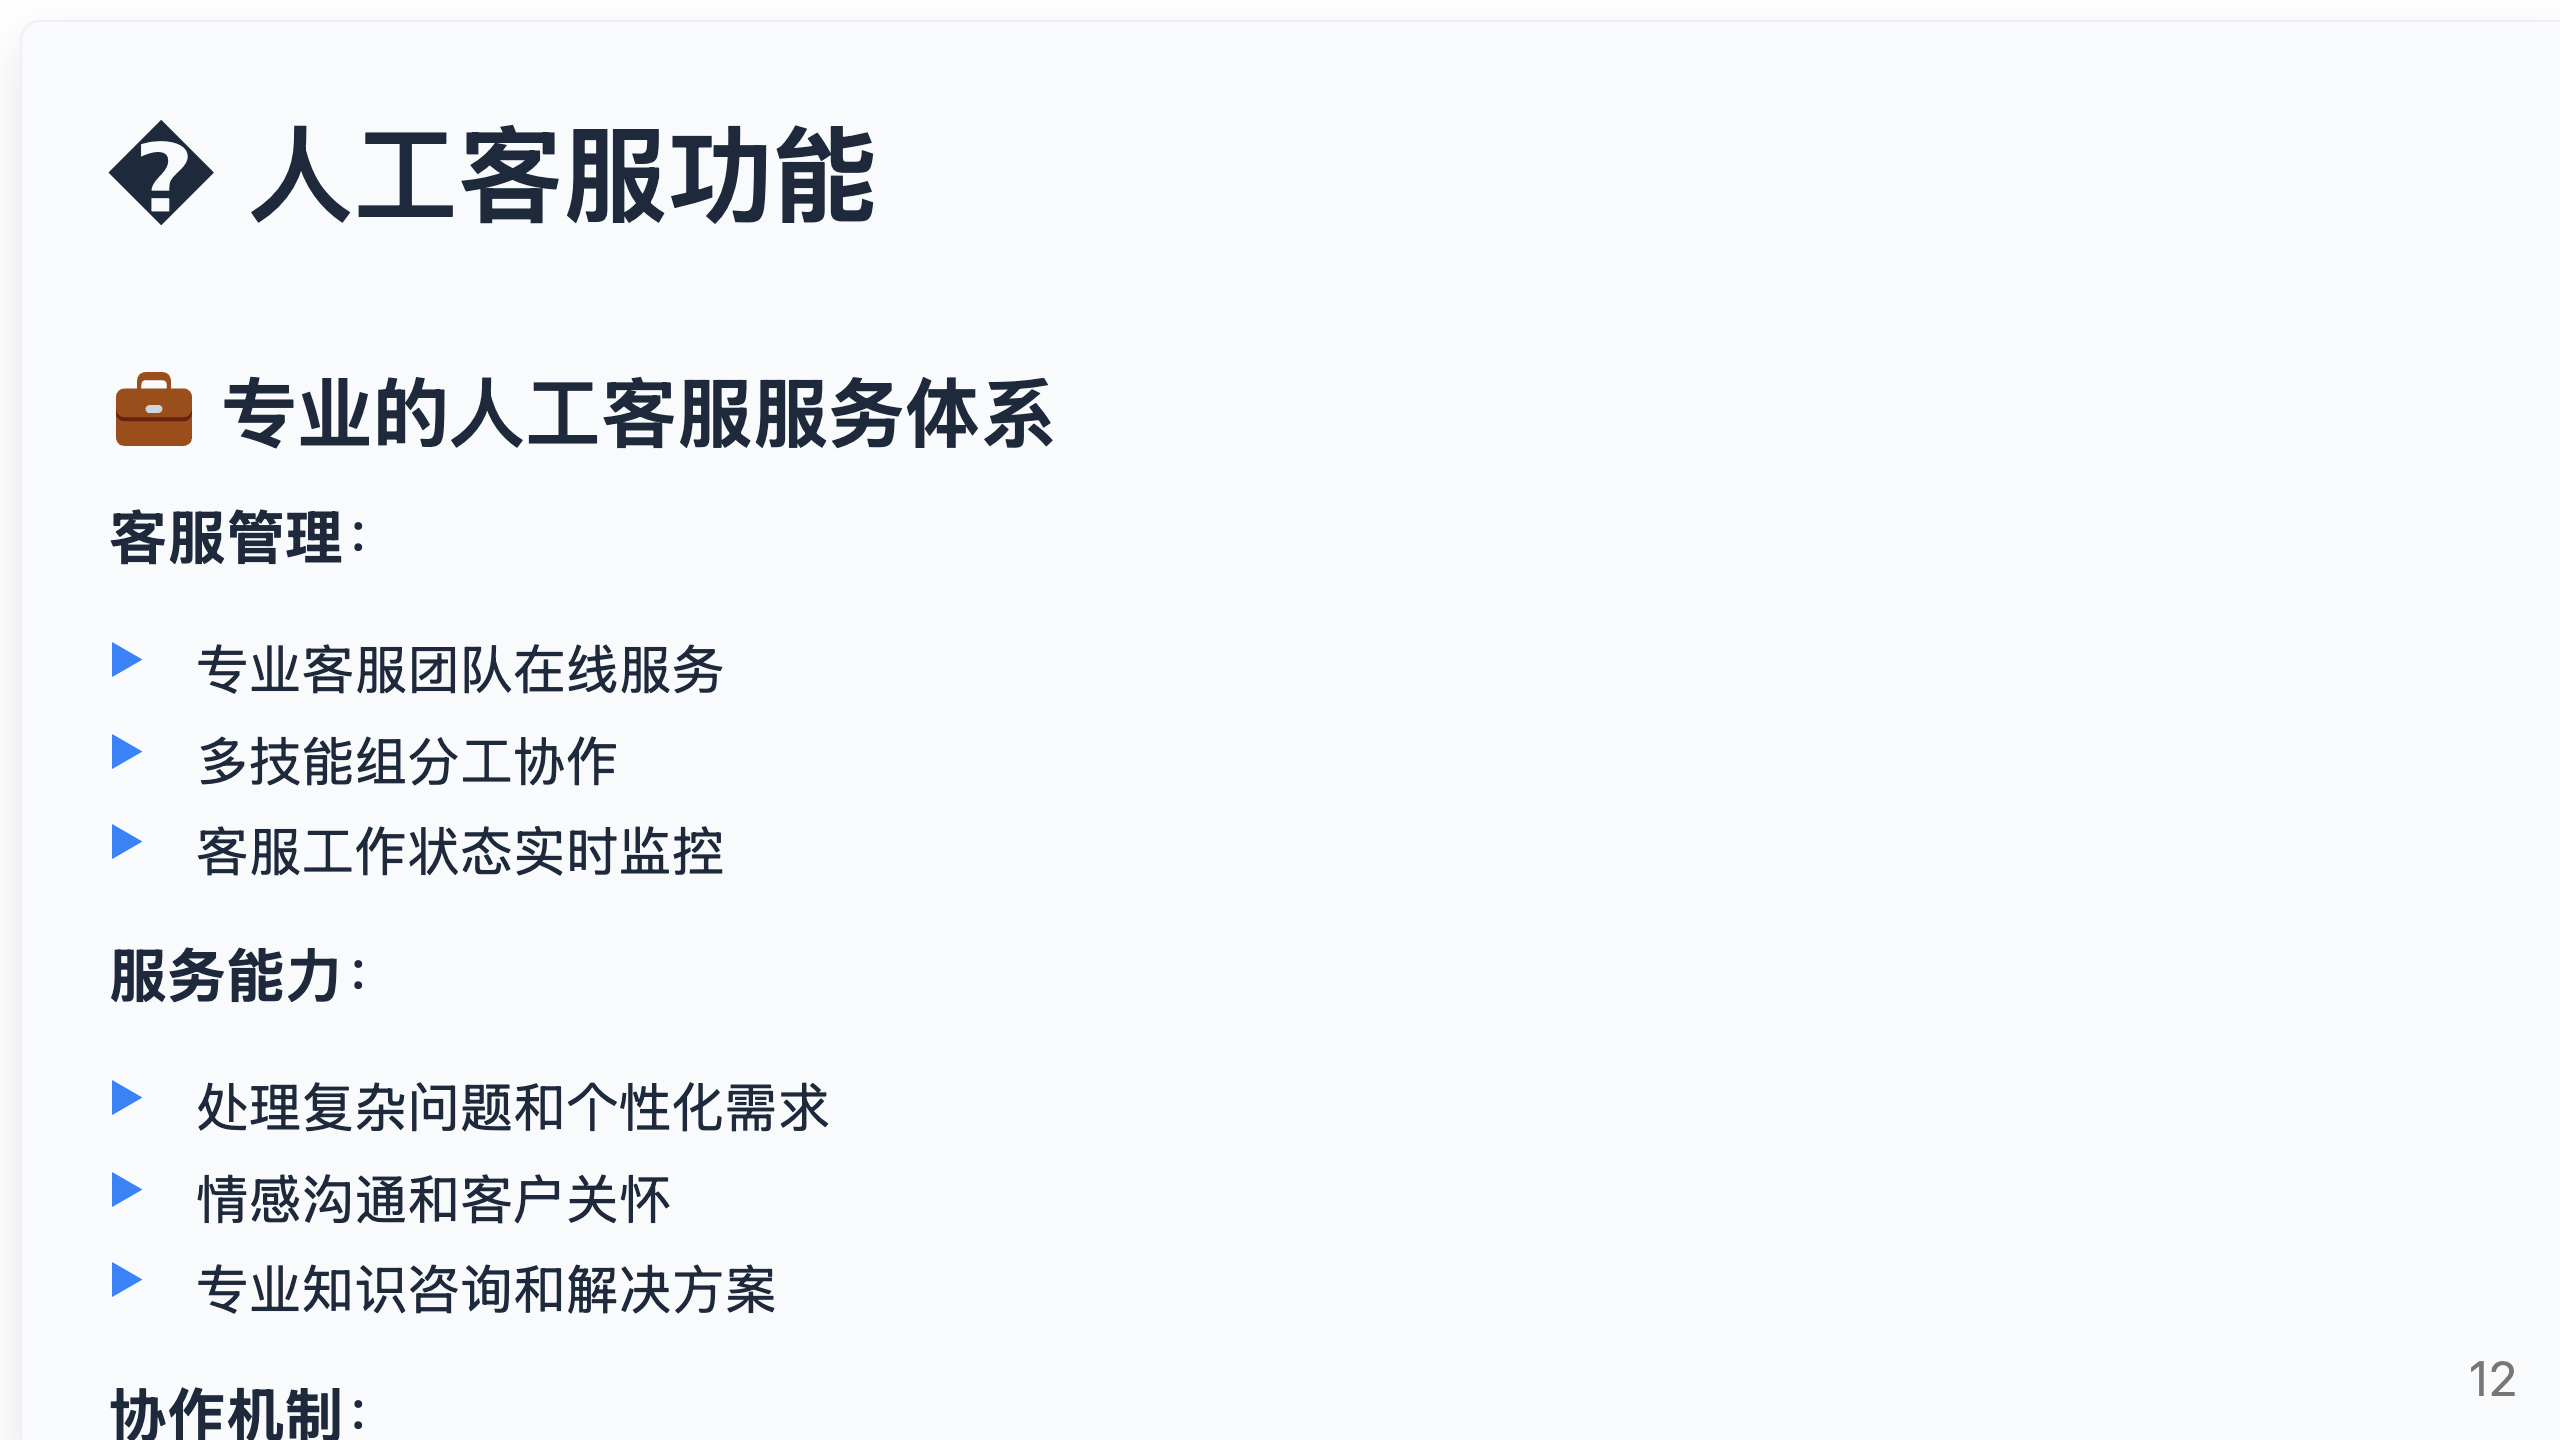 � 人工客服功能
💼 专业的人工客服服务体系
客服管理：
▶ 专业客服团队在线服务
▶ 多技能组分工协作
▶ 客服工作状态实时监控
服务能力：
▶ 处理复杂问题和个性化需求
▶ 情感沟通和客户关怀
▶ 专业知识咨询和解决方案
协作机制：
12